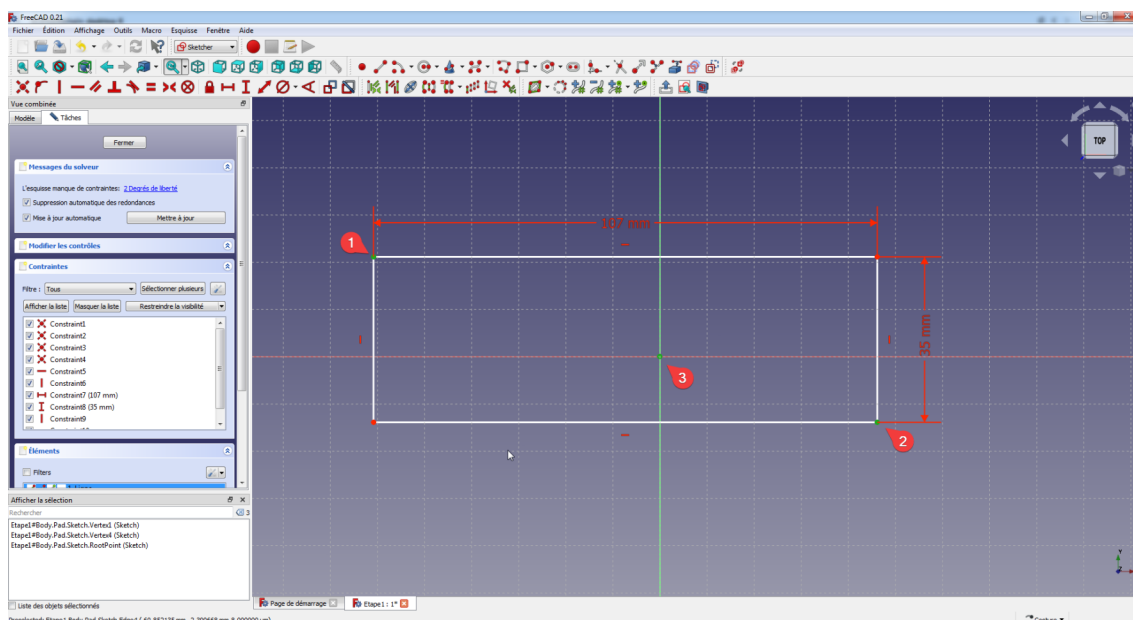 FreeCAD 0.21
Fichier Édition Affichage Outils Macro Esquisse Fenêtre Aide
Sketcher
Vue combinée
Modèle Tâches
Fermer
Messages du solveur
L'esquisse manque de contraintes: 2 Degrés de liberté
Suppression automatique des redondances
Mise à jour automatique Mettre à jour
Modifier les contrôles
Contraintes
Filtre : Tous Sélectionner plusieurs
Afficher la liste Masquer la liste Restreindre la visibilité
Constraint1
Constraint2
Constraint3
Constraint4
Constraint5
Constraint6
Constraint7 (107 mm)
Constraint8 (35 mm)
Constraint9
Éléments
Filters
Afficher la sélection
Rechercher 3
Etape1#Body.Pad.Sketch.Vertex1 (Sketch)
Etape1#Body.Pad.Sketch.Vertex4 (Sketch)
Etape1#Body.Pad.Sketch.RootPoint (Sketch)
Liste des objets sélectionnés
107 mm
35 mm
1
2
3
TOP
Y
Page de démarrage
Etape1 : 1*